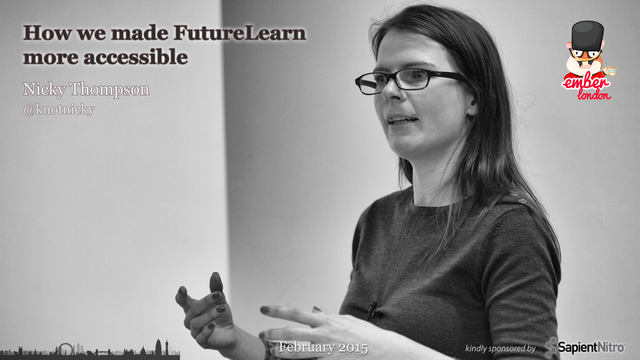 How we made FutureLearn
more accessible
Nicky Thompson
@knotnicky
ember
london
February 2015
kindly sponsored by SapientNitro